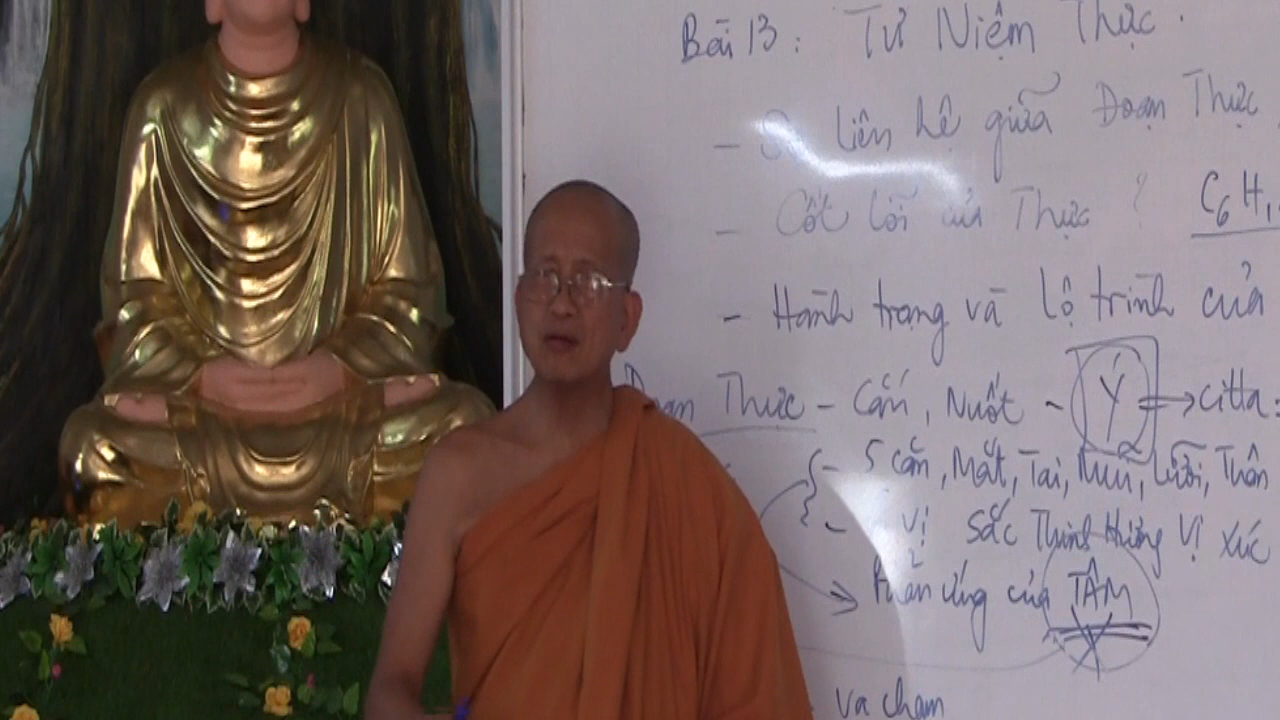 Bài 13 : Tư Niệm Thực .
- liên hệ giữa Đoạn Thực
- Cốt lõi của Thực ? C6H1
- Hành trạng và lộ trình của
Đoạn Thực - Cắn, Nuốt ~ Ý → citta
- 5 căn, Mắt, Tai, Mũi, Lưỡi, Thân
- vị Sắc Thinh Hương Vị Xúc
phản ứng của TÂM
va chạm